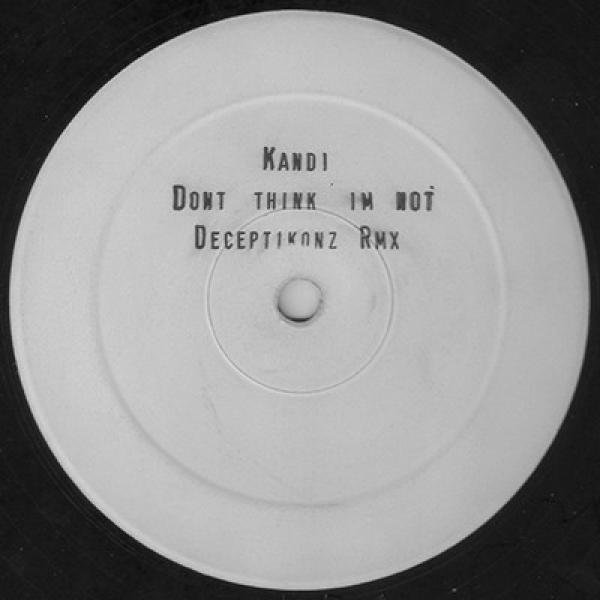 KANDI
DONT THINK IM NOT
DECEPTIKONZ RMX